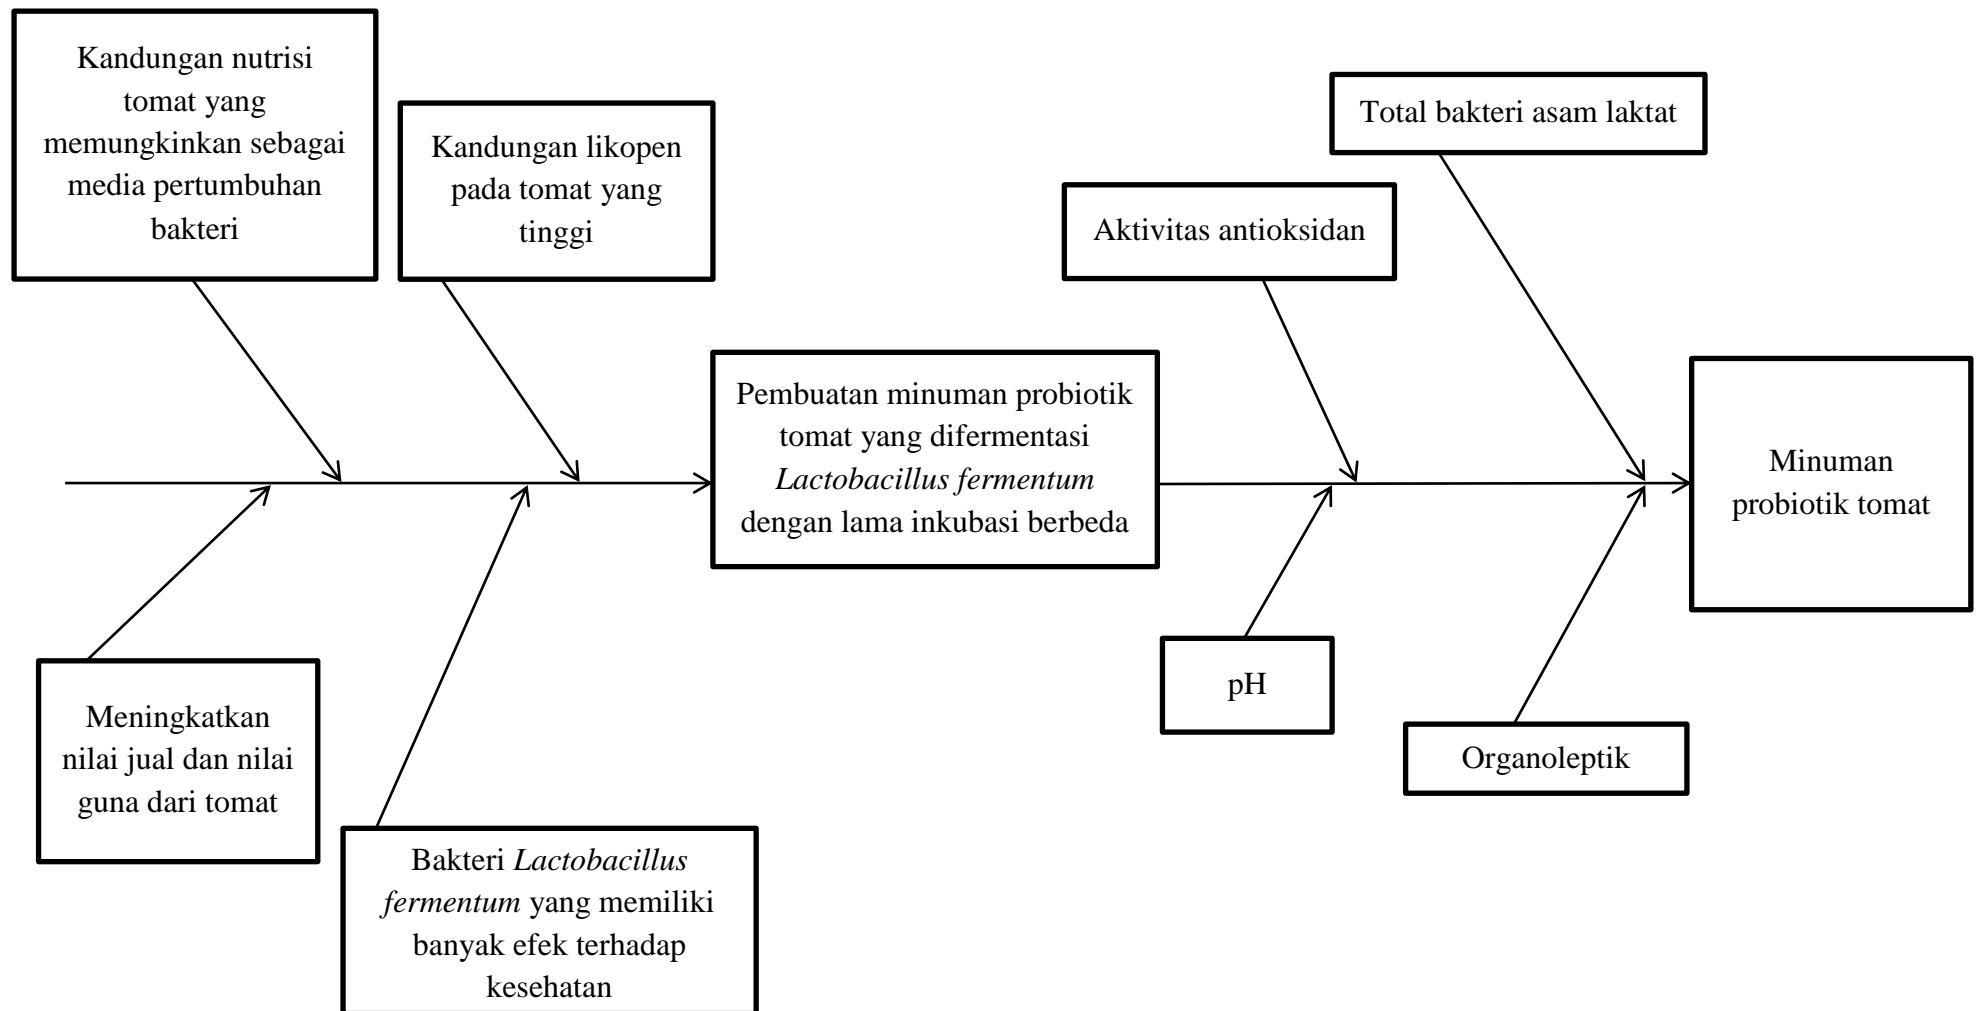 Kandungan nutrisi
tomat yang
memungkinkan sebagai
media pertumbuhan
bakteri
Kandungan likopen
pada tomat yang
tinggi
Total bakteri asam laktat
Aktivitas antioksidan
Pembuatan minuman probiotik
tomat yang difermentasi
Lactobacillus fermentum
dengan lama inkubasi berbeda
Minuman
probiotik tomat
Meningkatkan
nilai jual dan nilai
guna dari tomat
Bakteri Lactobacillus
fermentum yang memiliki
banyak efek terhadap
kesehatan
pH
Organoleptik